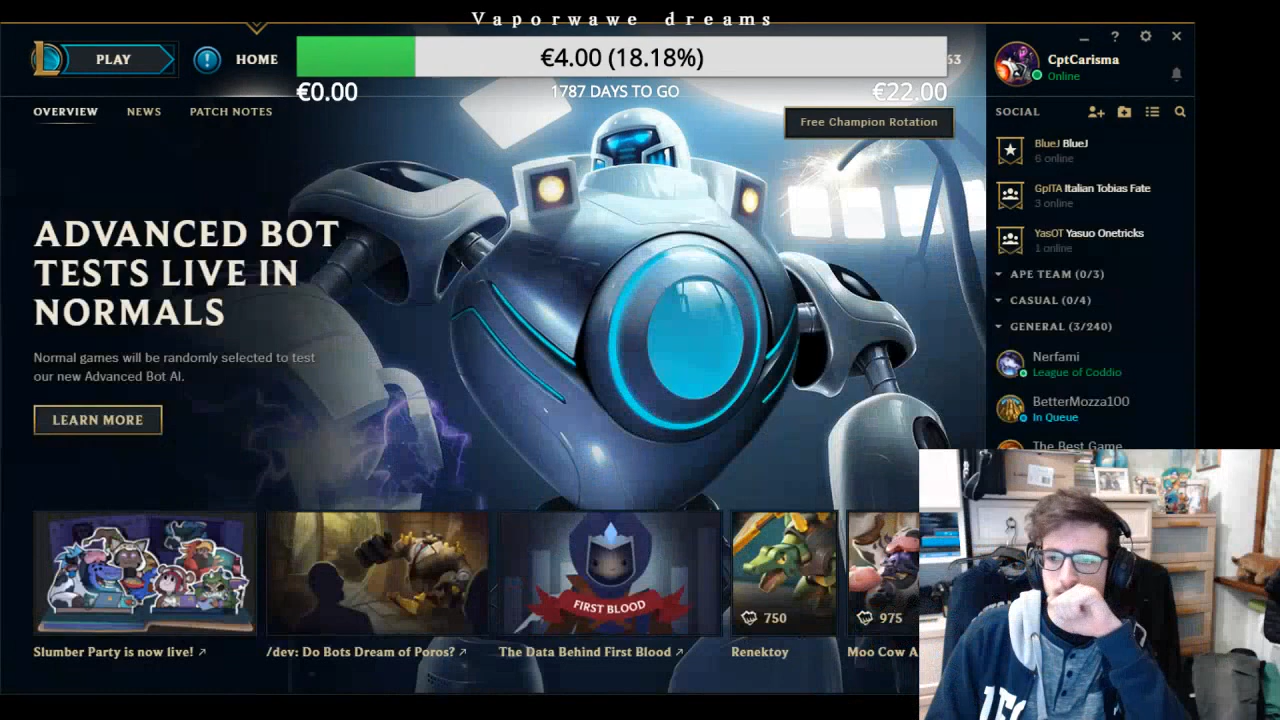 Vaporwawe dreams
PLAY
HOME
€4.00 (18.18%)
€0.00
1787 DAYS TO GO
€22.00
53
CptCarisma
Online
OVERVIEW
NEWS
PATCH NOTES
Free Champion Rotation
SOCIAL
BlueJ BlueJ
6 online
GpITA Italian Tobias Fate
3 online
YasOT Yasuo Onetricks
1 online
APE TEAM (0/3)
CASUAL (0/4)
GENERAL (3/240)
Nerfami
League of Coddio
BetterMozza100
In Queue
The Best Game
ADVANCED BOT
TESTS LIVE IN
NORMALS
Normal games will be randomly selected to test
our new Advanced Bot AI.
LEARN MORE
FIRST BLOOD
750
975
Slumber Party is now live!
/dev: Do Bots Dream of Poros?
The Data Behind First Blood
Renektoy
Moo Cow A